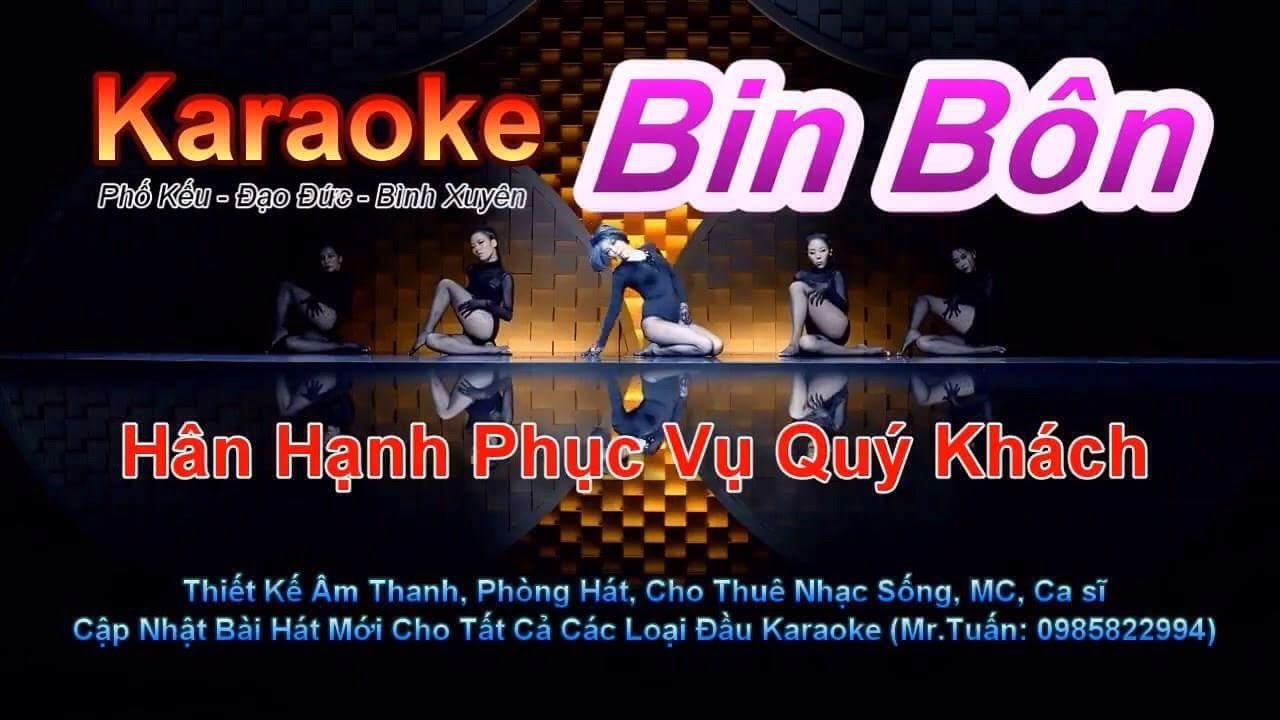 Karaoke Bin Bôn
Phố Kếu - Đạo Đức - Bình Xuyên
Hân Hạnh Phục Vụ Quý Khách
Thiết Kế Âm Thanh, Phòng Hát, Cho Thuê Nhạc Sống, MC, Ca sĩ
Cập Nhật Bài Hát Mới Cho Tất Cả Các Loại Đầu Karaoke (Mr.Tuấn: 0985822994)